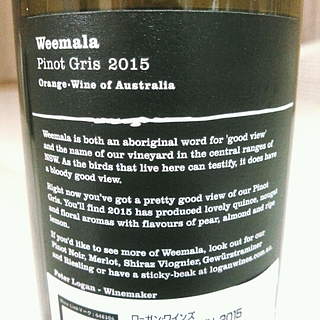 Weemala
Pinot Gris 2015
Orange · Wine of Australia
Weemala is both an aboriginal word for 'good view'
and the name of our vineyard in the central ranges of
NSW. As the birds that live here can testify, it does have
a bloody good view.
Right now you've got a pretty good view of our Pinot
Gris. You'll find 2015 has produced lovely quince, nougat
and floral aromas with flavours of pear, almond and ripe
lemon.
If you'd like to see more of Weemala, look out for our
Pinot Noir, Merlot, Shiraz Viognier, Gewürztraminer
and Riesling or have a sticky-beak at loganwines.com.au
Peter Logan - Winemaker
ローガン・ワインズ
2015